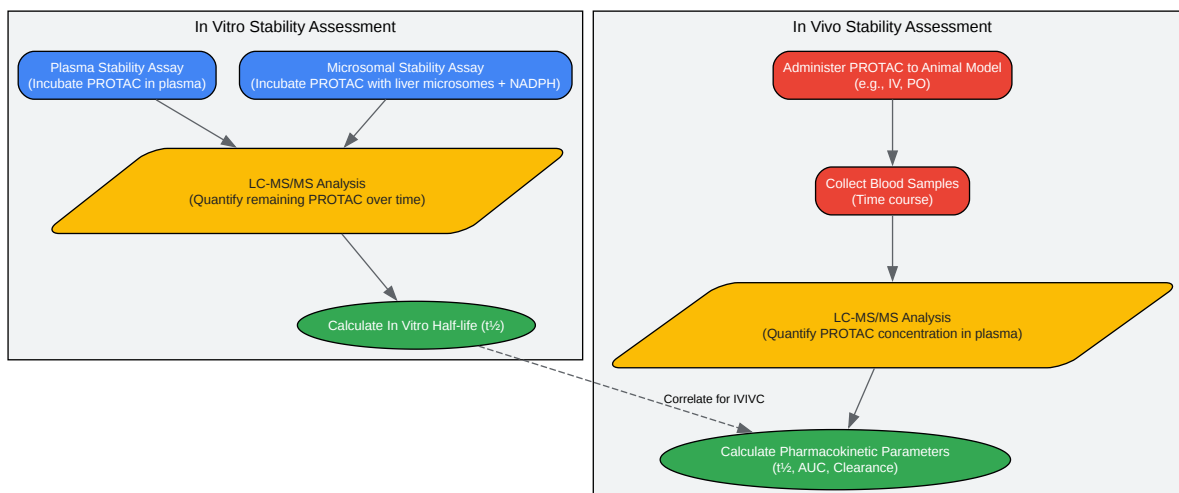 In Vitro Stability Assessment
Plasma Stability Assay
(Incubate PROTAC in plasma)
Microsomal Stability Assay
(Incubate PROTAC with liver microsomes + NADPH)
LC-MS/MS Analysis
(Quantify remaining PROTAC over time)
Calculate In Vitro Half-life (t½)
In Vivo Stability Assessment
Administer PROTAC to Animal Model
(e.g., IV, PO)
Collect Blood Samples
(Time course)
LC-MS/MS Analysis
(Quantify PROTAC concentration in plasma)
Correlate for IVIVC
Calculate Pharmacokinetic Parameters
(t½, AUC, Clearance)